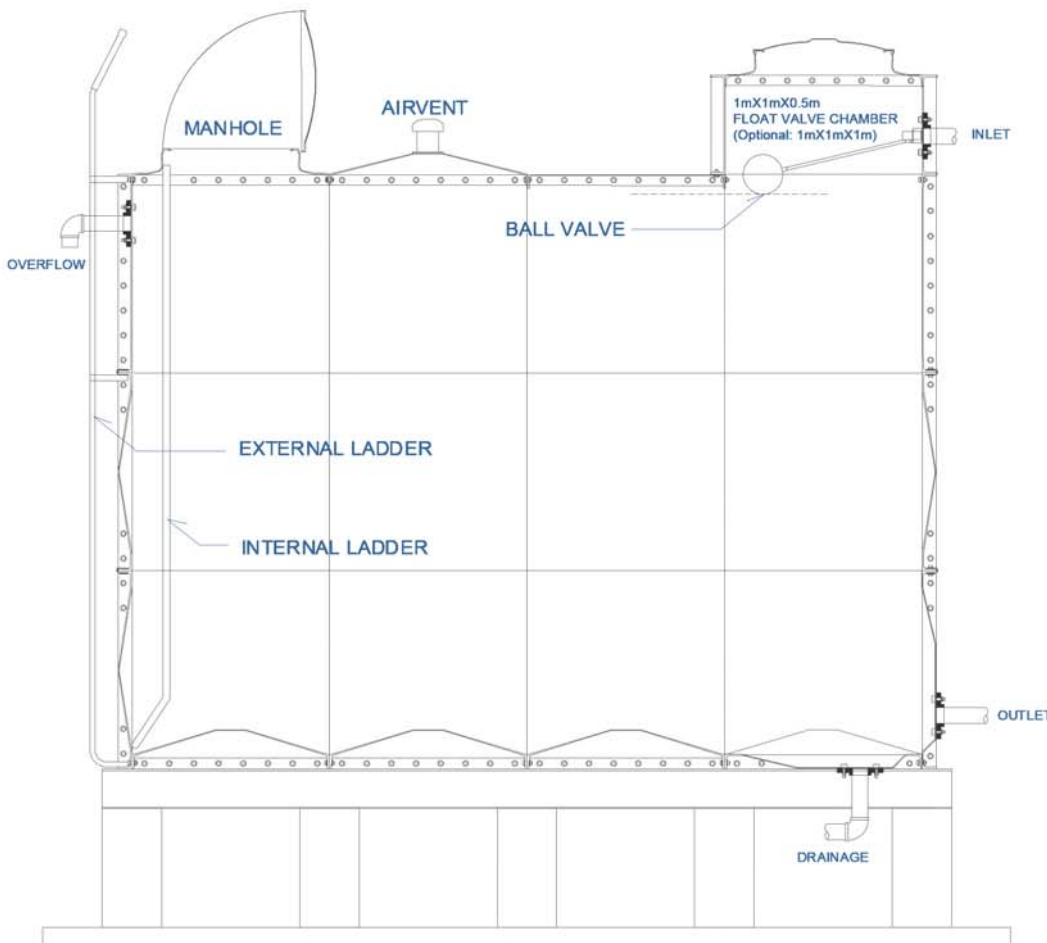 AIRVENT
MANHOLE
1mX1mX0.5m
FLOAT VALVE CHAMBER
(Optional: 1mX1mX1m)
INLET
BALL VALVE
OVERFLOW
EXTERNAL LADDER
INTERNAL LADDER
OUTLET
DRAINAGE